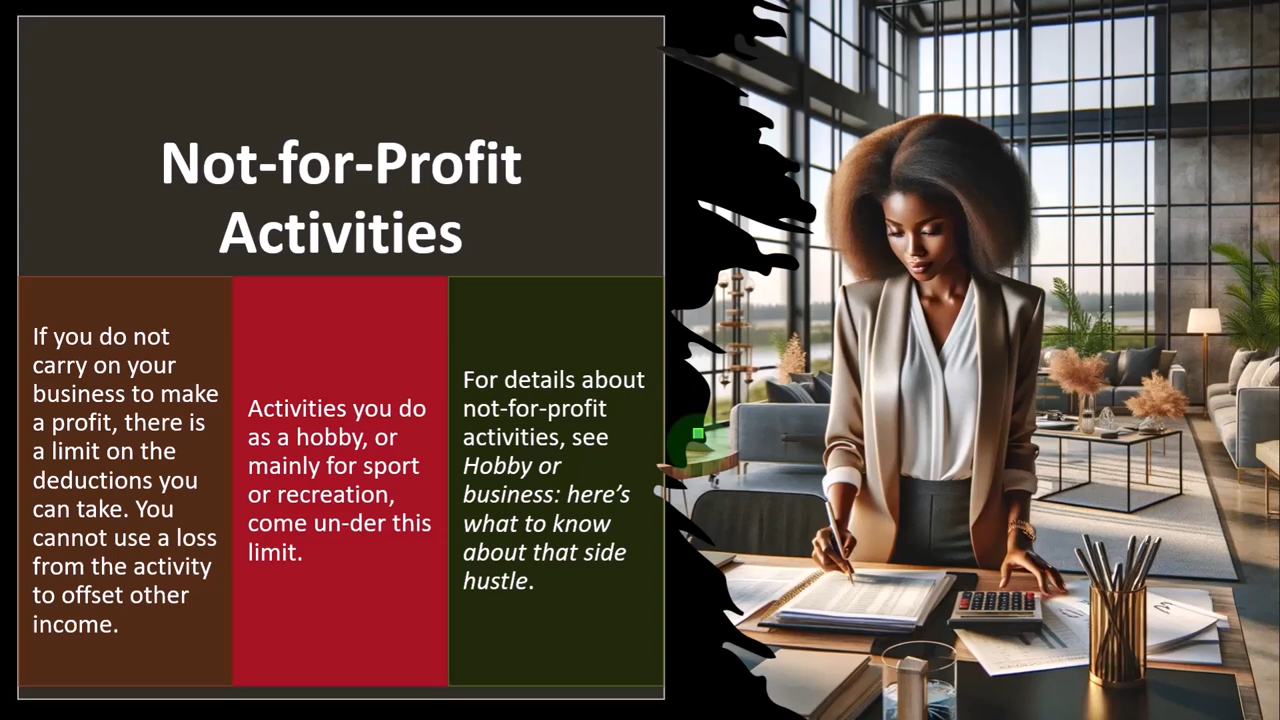 Not-for-Profit
Activities
If you do not
carry on your
business to make
a profit, there is
a limit on the
deductions you
can take. You
cannot use a loss
from the activity
to offset other
income.
Activities you do
as a hobby, or
mainly for sport
or recreation,
come un-der this
limit.
For details about
not-for-profit
activities, see
Hobby or
business: here’s
what to know
about that side
hustle.